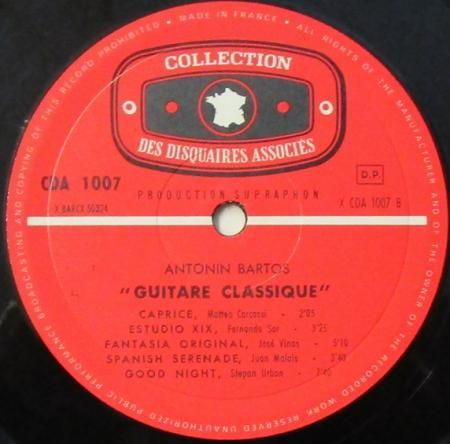 • MADE IN FRANCE • ALL RIGHTS OF THE MANUFACTURER AND OF THE OWNER OF THE RECORDED WORK RESERVED UNAUTHORIZED PUBLIC PERFORMANCE BROADCASTING AND COPYING OF THIS RECORD PROHIBITED
COLLECTION
DES DISQUAIRES ASSOCIÉS
CDA 1007
D.P.
PRODUCTION SUPRAPHON
X CDA 1007 B
ANTONIN BARTOS
"GUITARE CLASSIQUE"
CAPRICE, Matteo Carcassi - 2'05
ESTUDIO XIX, Fernando Sor - 3'25
FANTASIA ORIGINAL, José Vinas - 5'10
SPANISH SERENADE, Juan Malats - 3'40
GOOD NIGHT, Stepan Urban -